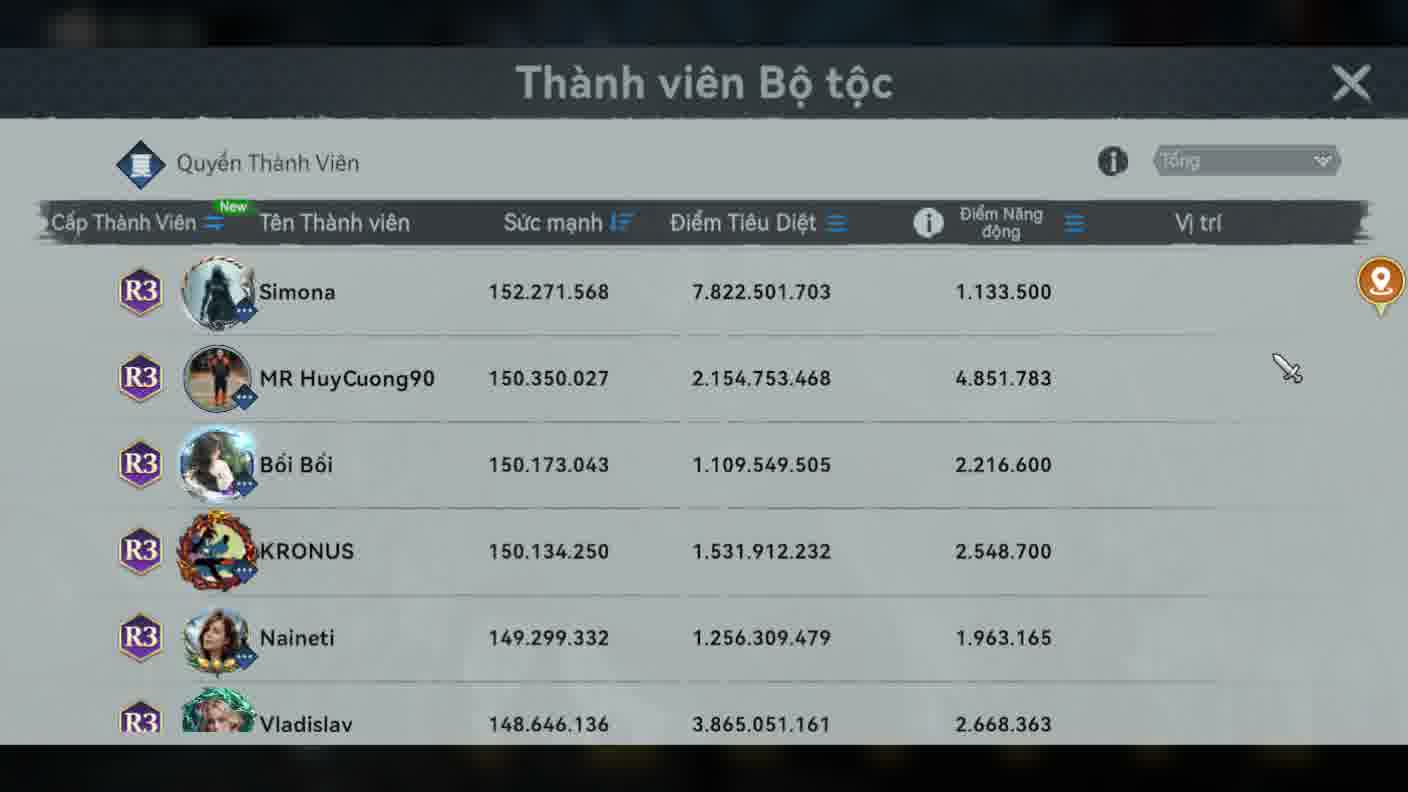 Thành viên Bộ tộc
Quyền Thành Viên
Tổng
Cấp Thành Viên New Tên Thành viên Sức mạnh Điểm Tiêu Diệt Điểm Năng động Vị trí
R3 Simona 152.271.568 7.822.501.703 1.133.500
R3 MR HuyCuong90 150.350.027 2.154.753.468 4.851.783
R3 Bối Bối 150.173.043 1.109.549.505 2.216.600
R3 KRONUS 150.134.250 1.531.912.232 2.548.700
R3 Naineti 149.299.332 1.256.309.479 1.963.165
R3 Vladislav 148.646.136 3.865.051.161 2.668.363